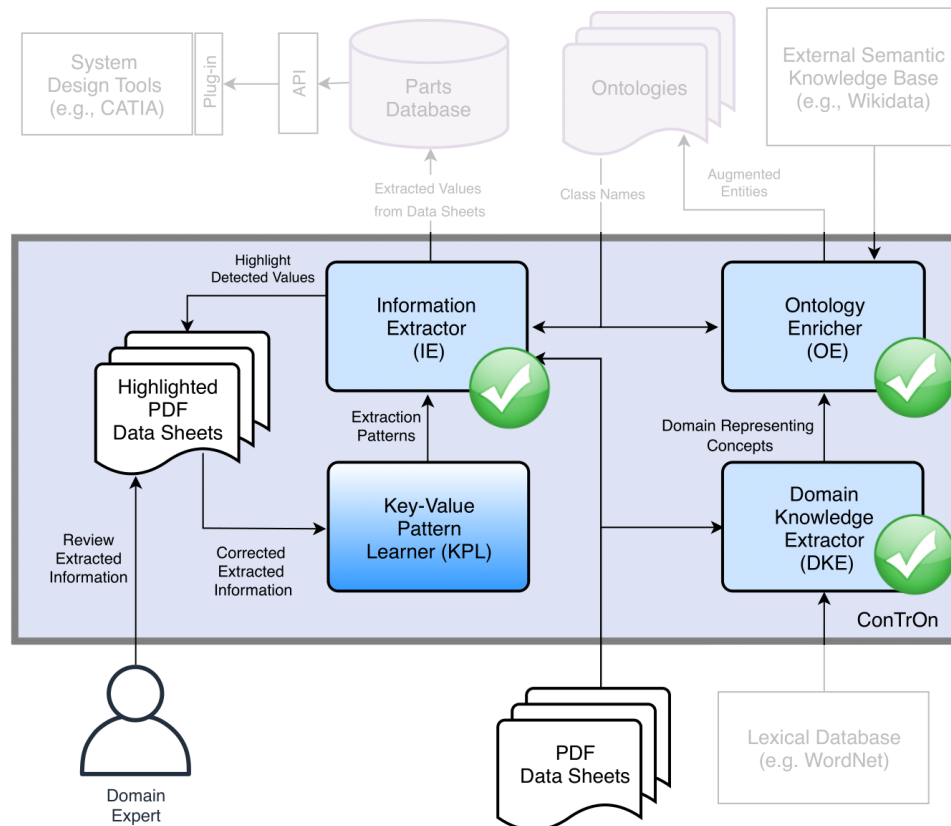 System
Design Tools
(e.g., CATIA)
Plug-in
API
Parts
Database
Ontologies
External Semantic
Knowledge Base
(e.g., Wikidata)
Extracted Values
from Data Sheets
Class Names
Augmented
Entities
Highlight
Detected Values
Information
Extractor
(IE)
Ontology
Enricher
(OE)
Highlighted
PDF
Data Sheets
Extraction
Patterns
Domain Representing
Concepts
Key-Value
Pattern
Learner (KPL)
Domain
Knowledge
Extractor
(DKE)
Review
Extracted
Information
Corrected
Extracted
Information
ConTrOn
PDF
Data Sheets
Lexical Database
(e.g. WordNet)
Domain
Expert